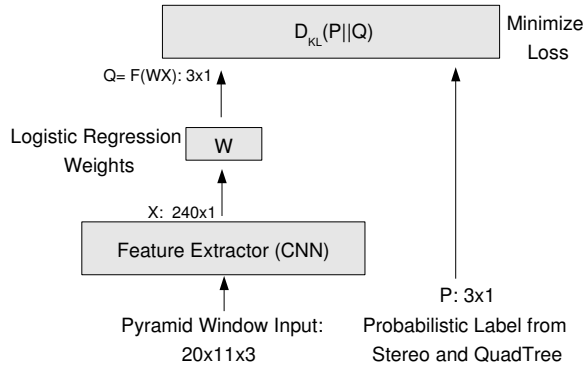 D_KL(P||Q)
Minimize
Loss
Q= F(WX): 3x1
Logistic Regression
Weights
W
X: 240x1
Feature Extractor (CNN)
Pyramid Window Input:
20x11x3
P: 3x1
Probabilistic Label from
Stereo and QuadTree